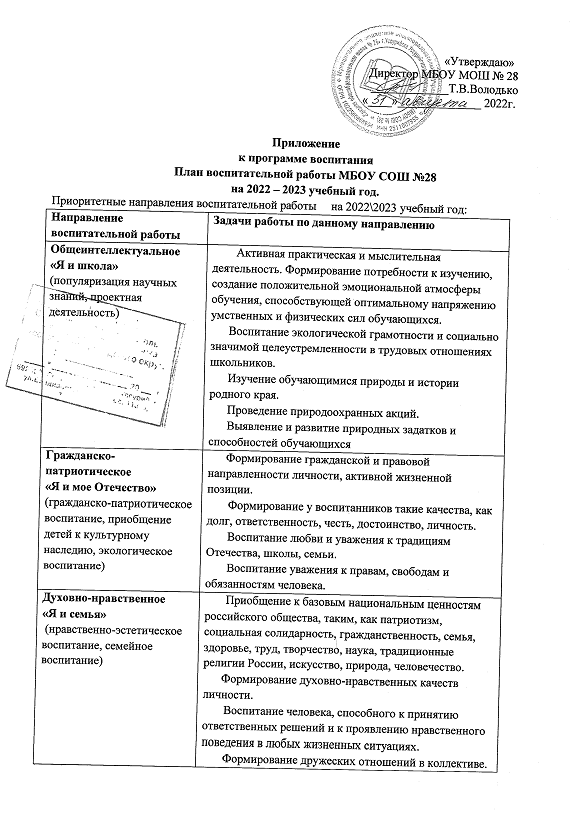 «Утверждаю»
Директор МБОУ МОШ № 28
Т.В.Володько
« 31 » августа 2022г.
Приложение
к программе воспитания
План воспитательной работы МБОУ СОШ №28
на 2022 – 2023 учебный год.
Приоритетные направления воспитательной работы на 2022\2023 учебный год:
Направление
воспитательной работы
Задачи работы по данному направлению
Общеинтеллектуальное
«Я и школа»
(популяризация научных
знаний, проектная
деятельность)
Активная практическая и мыслительная
деятельность. Формирование потребности к изучению,
создание положительной эмоциональной атмосферы
обучения, способствующей оптимальному напряжению
умственных и физических сил обучающихся.
Воспитание экологической грамотности и социально
значимой целеустремленности в трудовых отношениях
школьников.
Изучение обучающимися природы и истории
родного края.
Проведение природоохранных акций.
Выявление и развитие природных задатков и
способностей обучающихся
Гражданско-
патриотическое
«Я и мое Отечество»
(гражданско-патриотическое
воспитание, приобщение
детей к культурному
наследию, экологическое
воспитание)
Формирование гражданской и правовой
направленности личности, активной жизненной
позиции.
Формирование у воспитанников такие качества, как
долг, ответственность, честь, достоинство, личность.
Воспитание любви и уважения к традициям
Отечества, школы, семьи.
Воспитание уважения к правам, свободам и
обязанностям человека.
Духовно-нравственное
«Я и семья»
(нравственно-эстетическое
воспитание, семейное
воспитание)
Приобщение к базовым национальным ценностям
российского общества, таким, как патриотизм,
социальная солидарность, гражданственность, семья,
здоровье, труд, творчество, наука, традиционные
религии России, искусство, природа, человечество.
Формирование духовно-нравственных качеств
личности.
Воспитание человека, способного к принятию
ответственных решений и к проявлению нравственного
поведения в любых жизненных ситуациях.
Формирование дружеских отношений в коллективе.